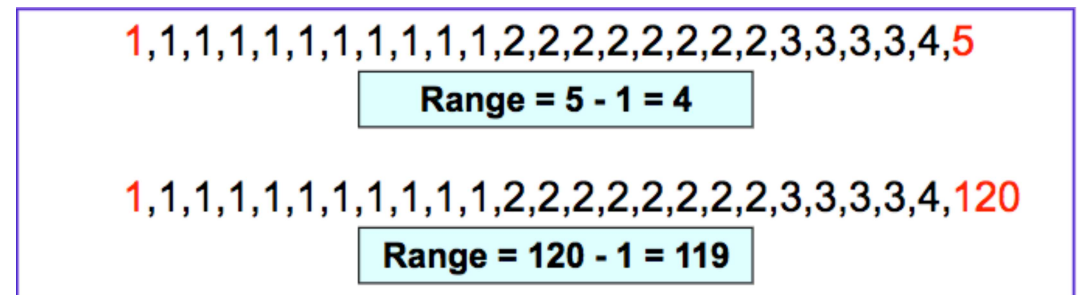 1,1,1,1,1,1,1,1,1,1,1,2,2,2,2,2,2,2,2,3,3,3,3,4,5
Range = 5 - 1 = 4
1,1,1,1,1,1,1,1,1,1,1,2,2,2,2,2,2,2,2,3,3,3,3,4,120
Range = 120 - 1 = 119